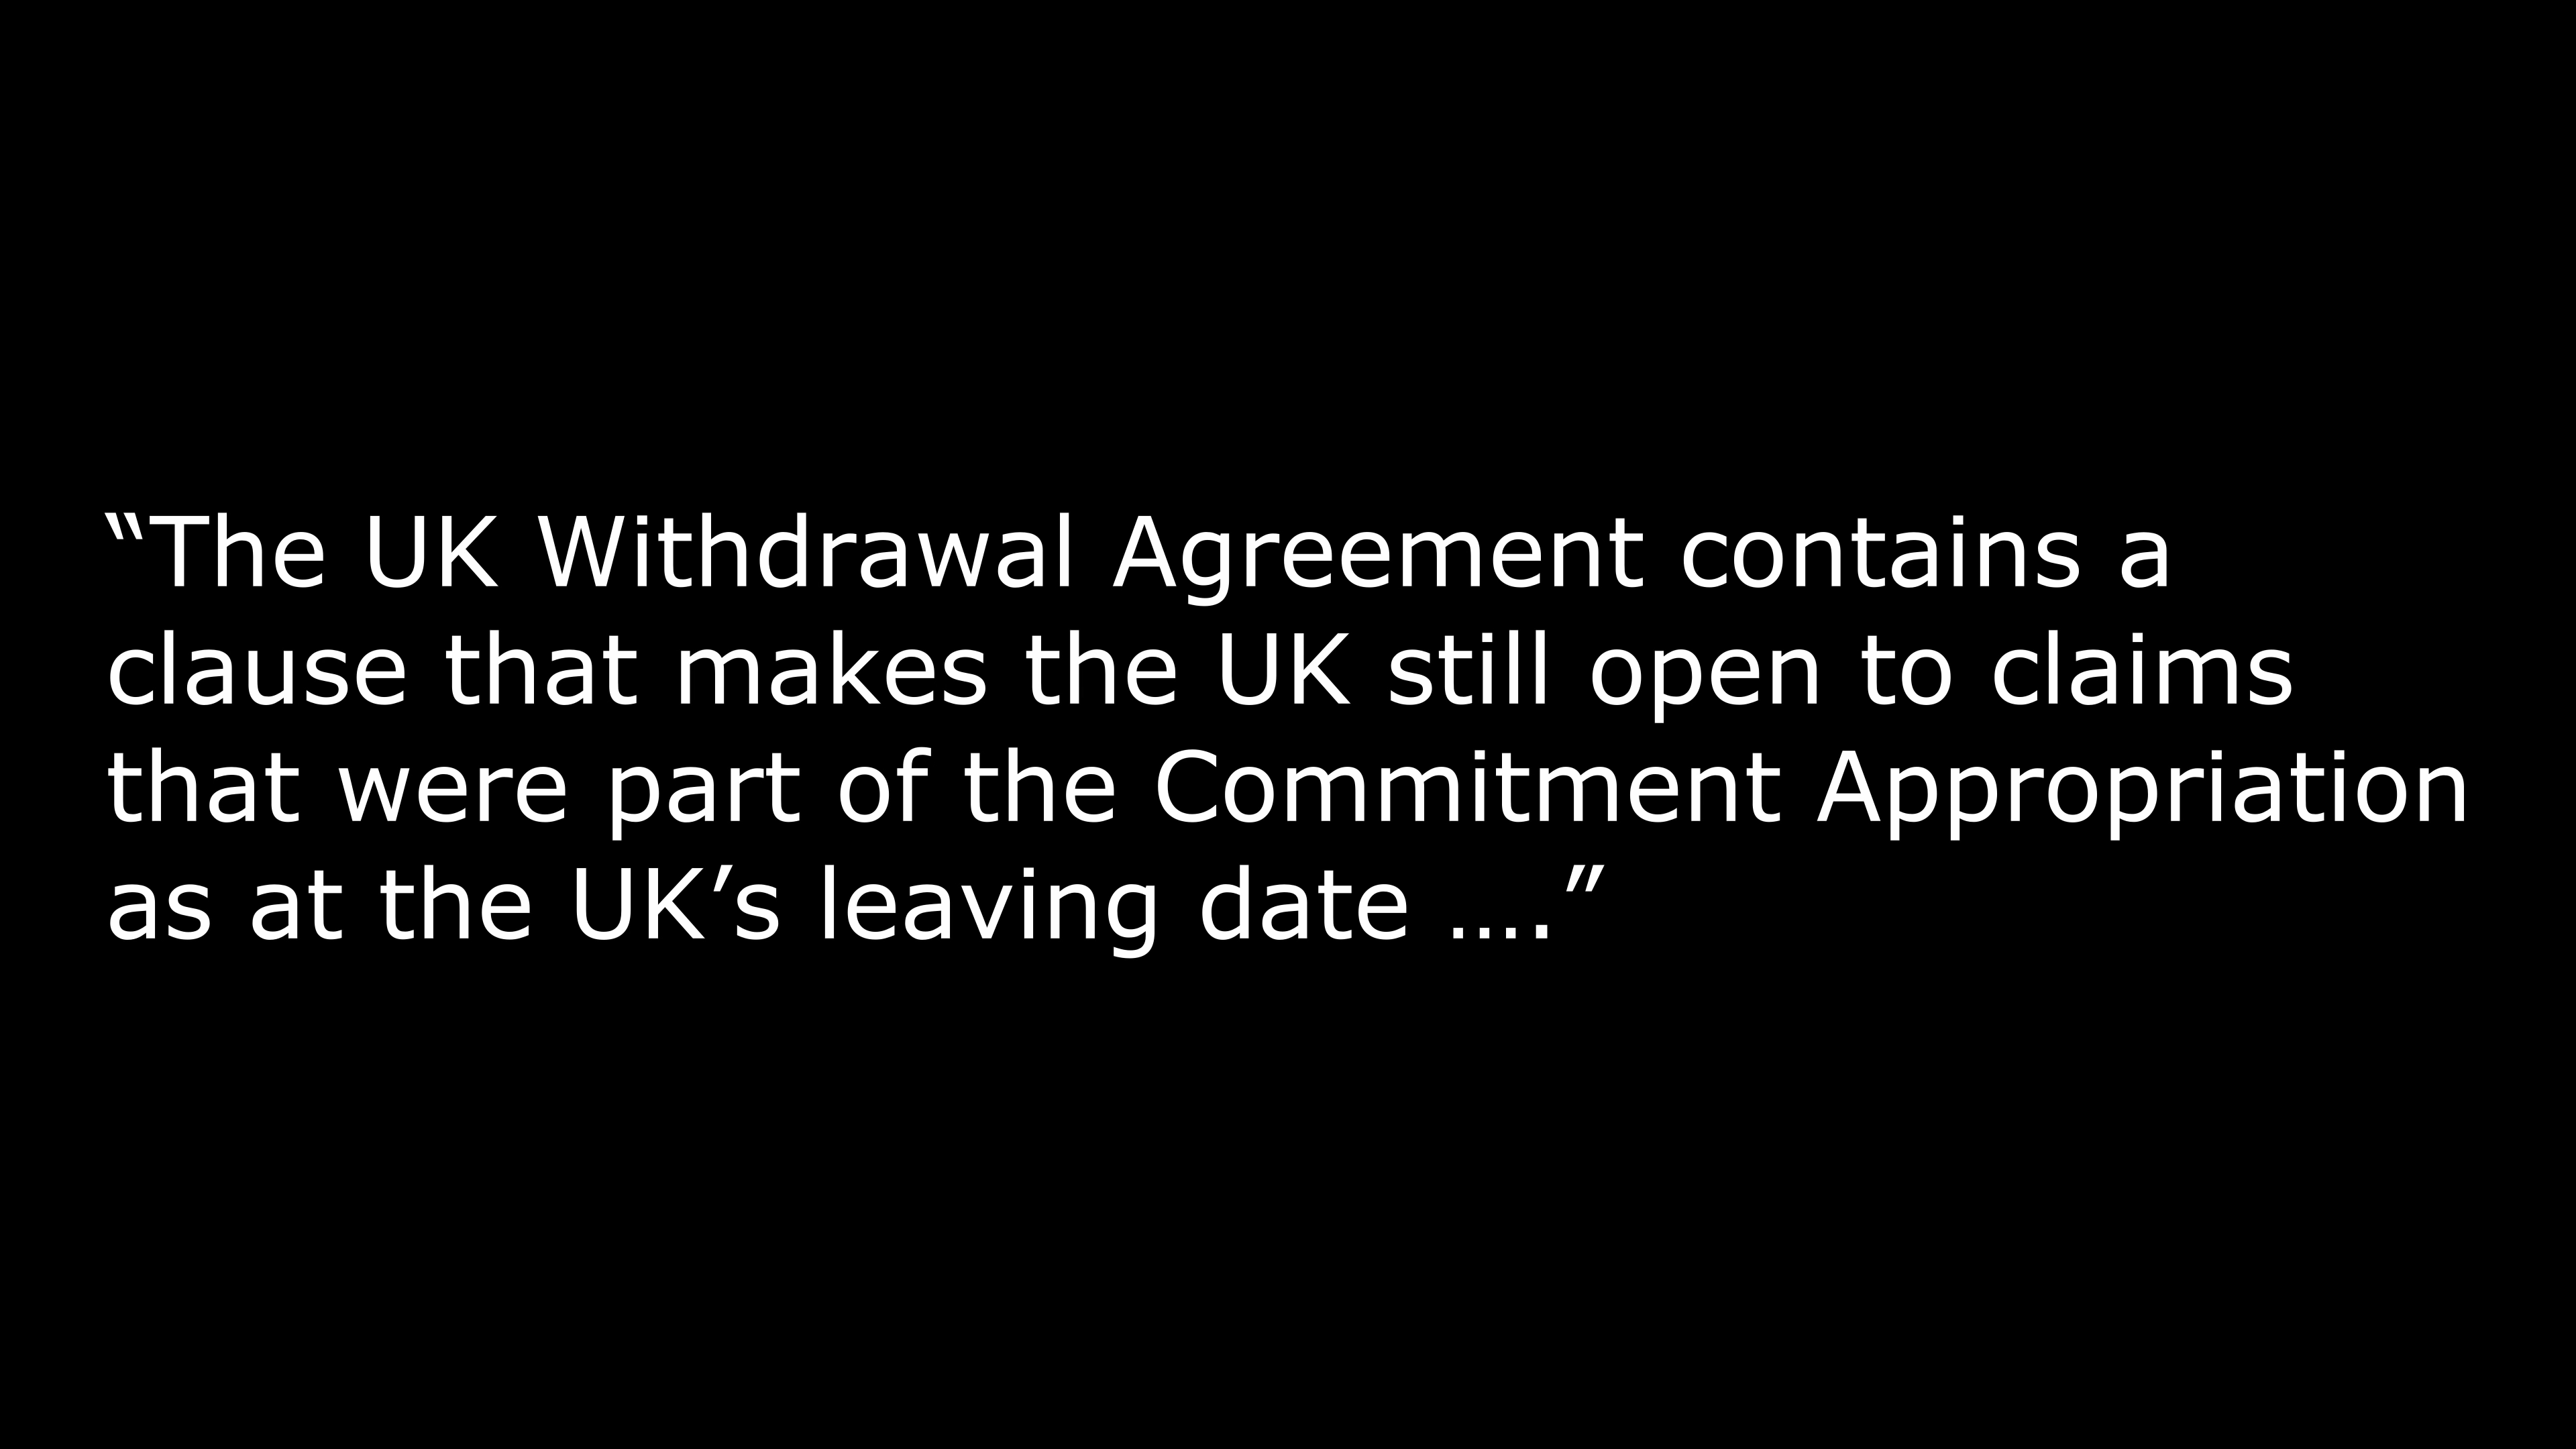 “The UK Withdrawal Agreement contains a
clause that makes the UK still open to claims
that were part of the Commitment Appropriation
as at the UK’s leaving date ….”